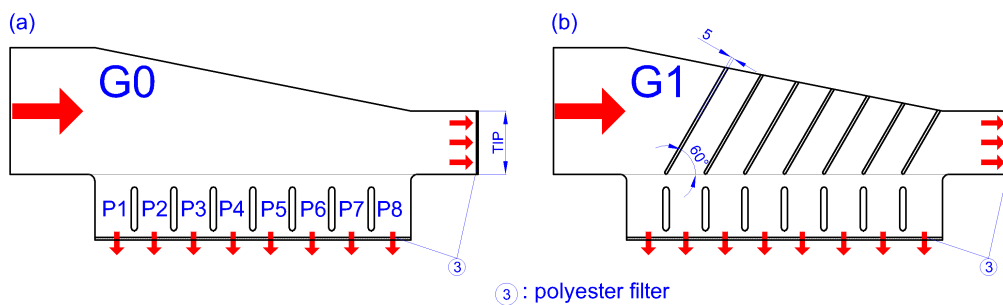 (a)
G0
TIP
P1 P2 P3 P4 P5 P6 P7 P8
3
(b)
5
G1
60°
3
3 : polyester filter